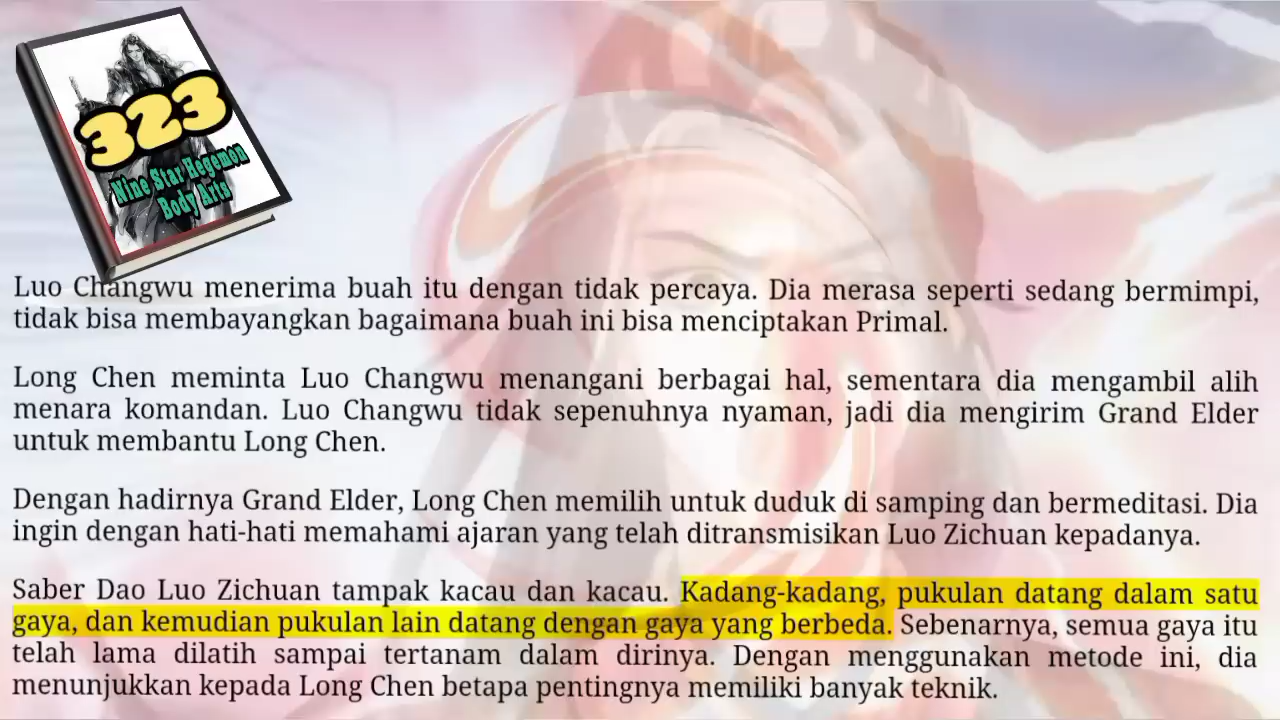 323
Nine Star Hegemon
Body Arts
Luo Changwu menerima buah itu dengan tidak percaya. Dia merasa seperti sedang bermimpi,
tidak bisa membayangkan bagaimana buah ini bisa menciptakan Primal.
Long Chen meminta Luo Changwu menangani berbagai hal, sementara dia mengambil alih
menara komandan. Luo Changwu tidak sepenuhnya nyaman, jadi dia mengirim Grand Elder
untuk membantu Long Chen.
Dengan hadirnya Grand Elder, Long Chen memilih untuk duduk di samping dan bermeditasi. Dia
ingin dengan hati-hati memahami ajaran yang telah ditransmisikan Luo Zichuan kepadanya.
Saber Dao Luo Zichuan tampak kacau dan kacau. Kadang-kadang, pukulan datang dalam satu
gaya, dan kemudian pukulan lain datang dengan gaya yang berbeda. Sebenarnya, semua gaya itu
telah lama dilatih sampai tertanam dalam dirinya. Dengan menggunakan metode ini, dia
menunjukkan kepada Long Chen betapa pentingnya memiliki banyak teknik.